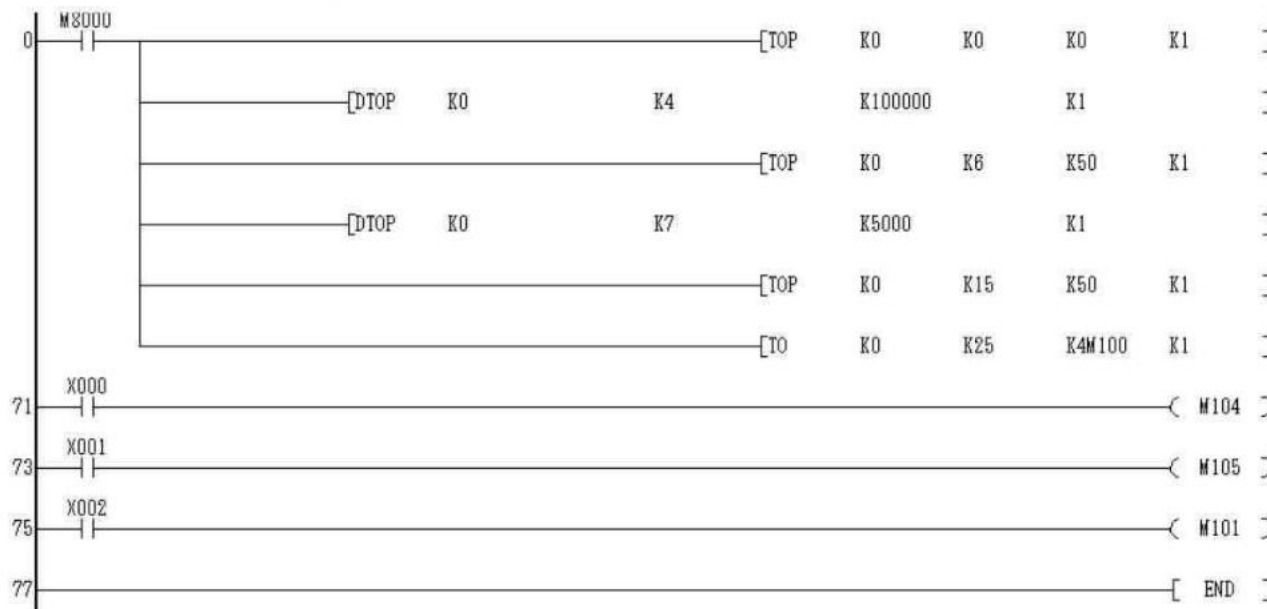 M8000
0 [TOP K0 K0 K0 K1 ]
[DTOP K0 K4 K100000 K1 ]
[TOP K0 K6 K50 K1 ]
[DTOP K0 K7 K5000 K1 ]
[TOP K0 K15 K50 K1 ]
[TO K0 K25 K4M100 K1 ]
X000
71 ( M104 )
X001
73 ( M105 )
X002
75 ( M101 )
77 [ END ]